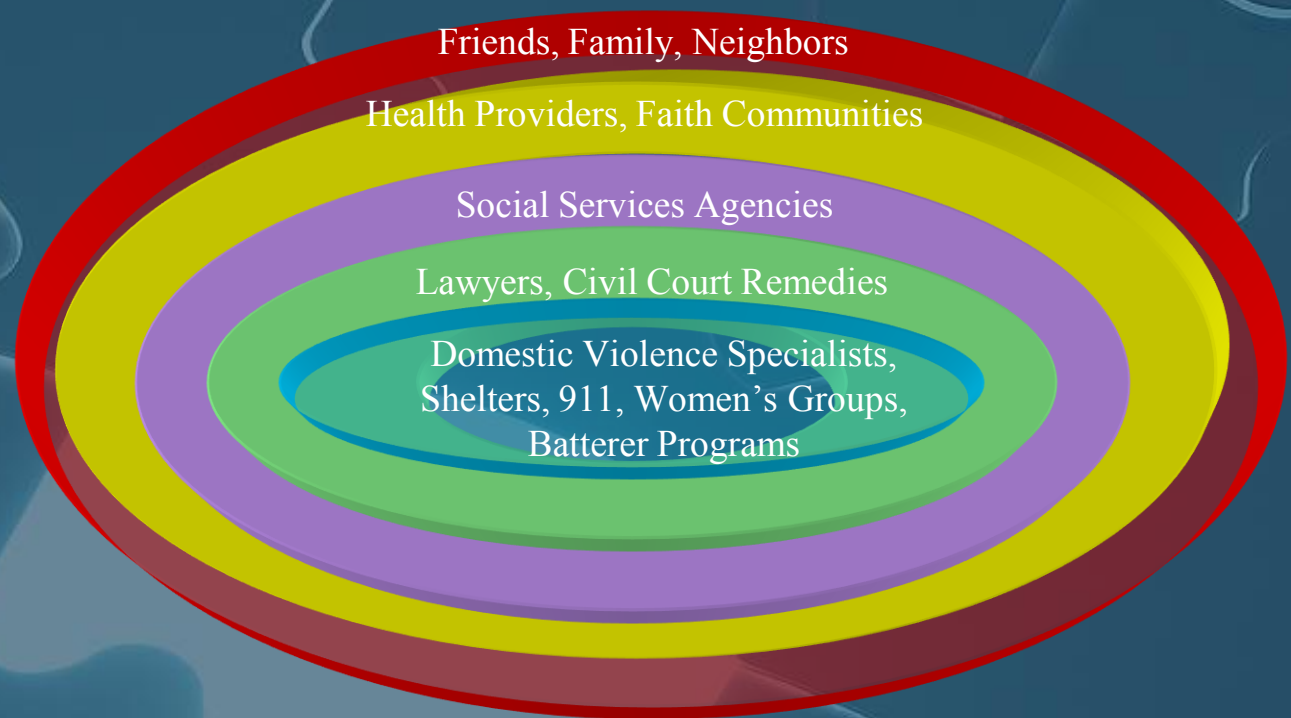 Friends, Family, Neighbors
Health Providers, Faith Communities
Social Services Agencies
Lawyers, Civil Court Remedies
Domestic Violence Specialists,
Shelters, 911, Women’s Groups,
Batterer Programs